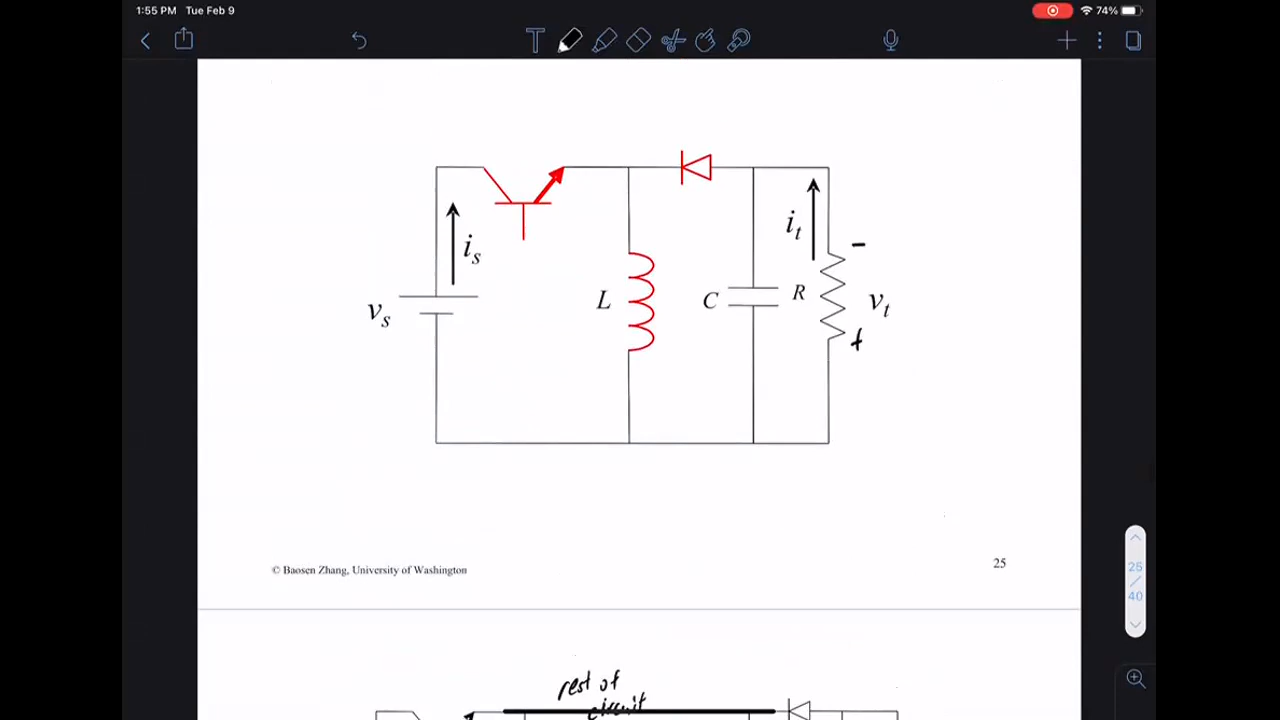 1:55 PM Tue Feb 9
74%
T
i_t
-
i_s
v_s
L
C
R
v_t
+
© Baosen Zhang, University of Washington
25
25
/
40
rest of
circuit